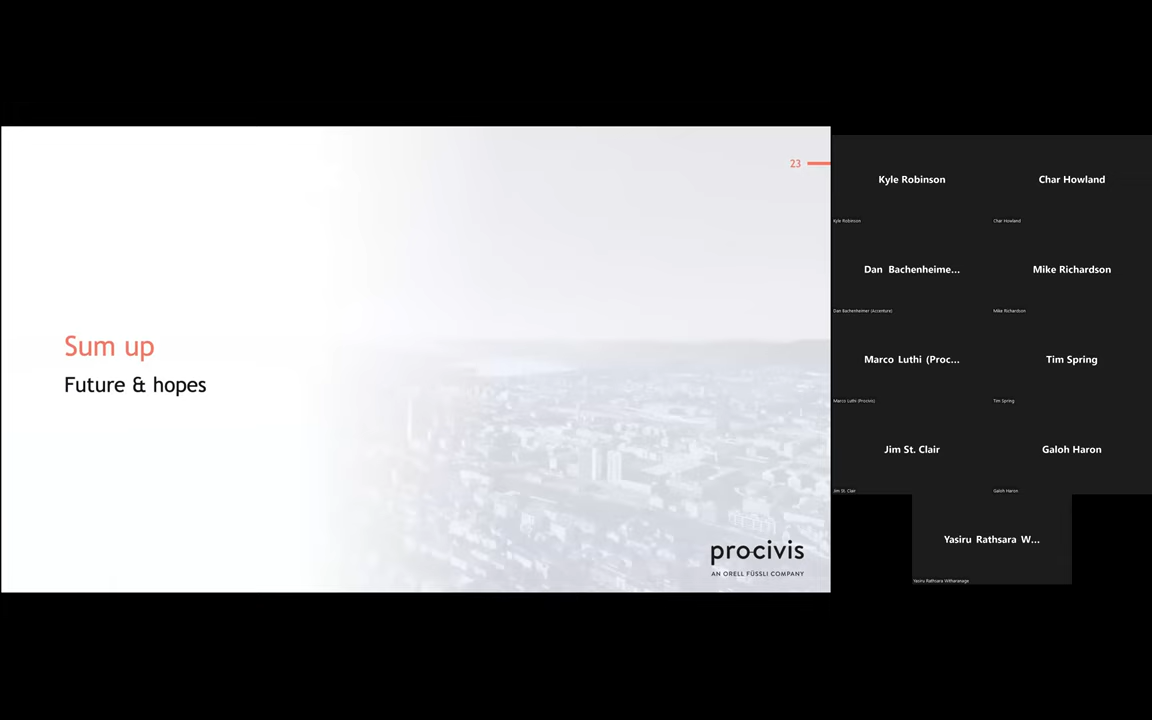 23
Sum up
Future & hopes
procivis
AN ORELL FÜSSLI COMPANY
Kyle Robinson
Kyle Robinson
Char Howland
Char Howland
Dan Bachenheime...
Dan Bachenheimer (Accenture)
Mike Richardson
Mike Richardson
Marco Luthi (Proc...
Marco Luthi (Procivis)
Tim Spring
Tim Spring
Jim St. Clair
Jim St. Clair
Galoh Haron
Galoh Haron
Yasiru Rathsara W...
Yasiru Rathsara Witharanage